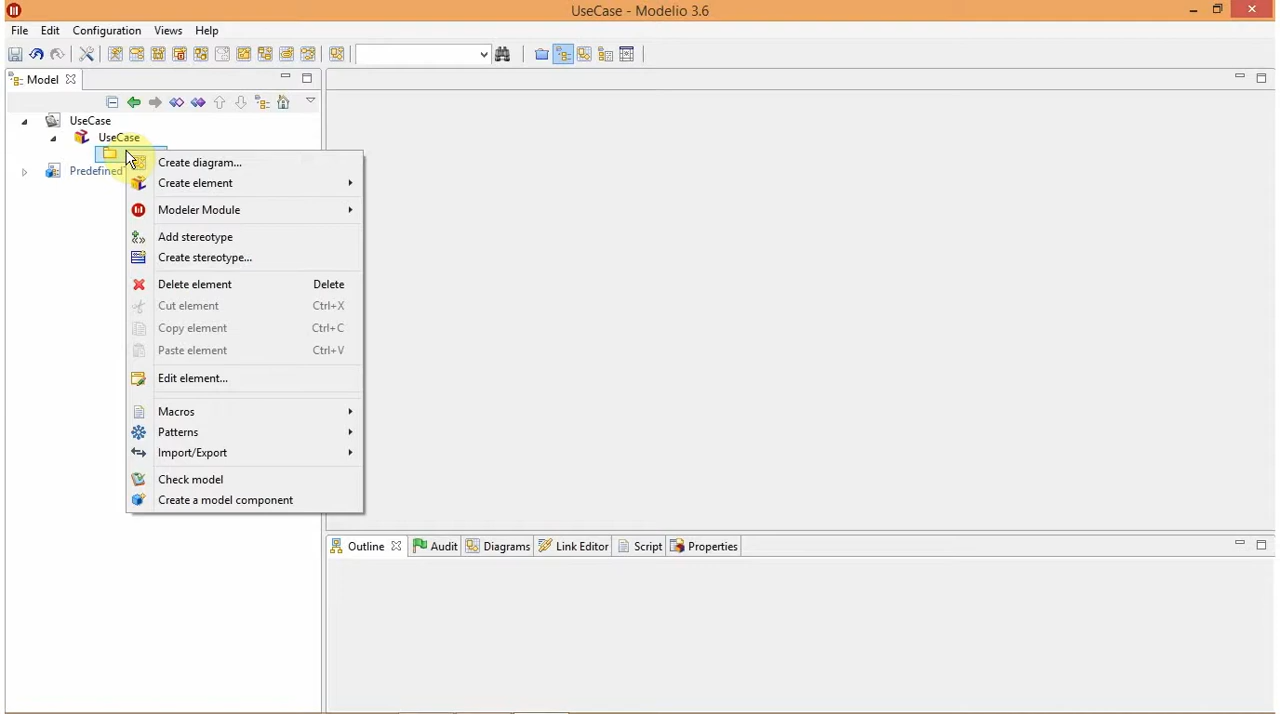 UseCase - Modelio 3.6
File Edit Configuration Views Help
Model
UseCase
UseCase
Predefined
Create diagram...
Create element
Modeler Module
Add stereotype
Create stereotype...
Delete element Delete
Cut element Ctrl+X
Copy element Ctrl+C
Paste element Ctrl+V
Edit element...
Macros
Patterns
Import/Export
Check model
Create a model component
Outline Audit Diagrams Link Editor Script Properties